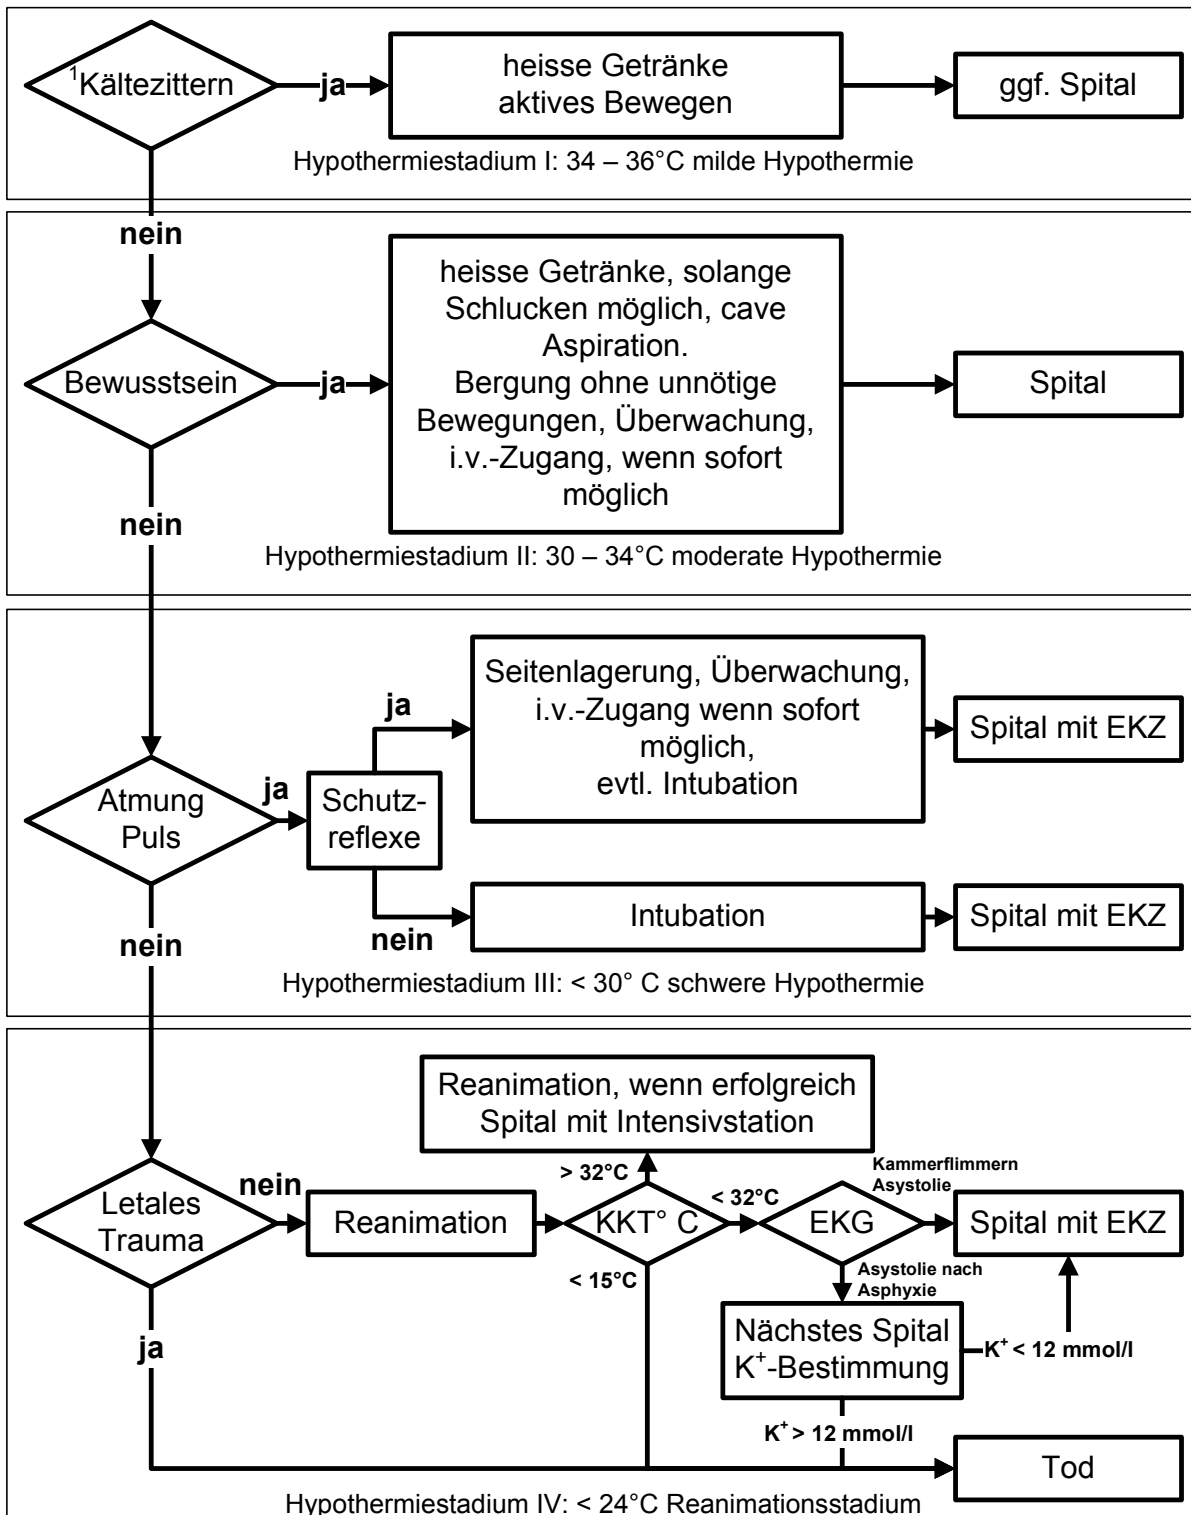 ¹Kältezittern
ja
heisse Getränke
aktives Bewegen
ggf. Spital
Hypothermiestadium I: 34 – 36°C milde Hypothermie
nein
Bewusstsein
ja
heisse Getränke, solange
Schlucken möglich, cave
Aspiration.
Bergung ohne unnötige
Bewegungen, Überwachung,
i.v.-Zugang, wenn sofort
möglich
Spital
nein
Hypothermiestadium II: 30 – 34°C moderate Hypothermie
Atmung
Puls
ja
Schutz-
reflexe
ja
Seitenlagerung, Überwachung,
i.v.-Zugang wenn sofort
möglich,
evtl. Intubation
Spital mit EKZ
nein
Intubation
Spital mit EKZ
nein
Hypothermiestadium III: < 30° C schwere Hypothermie
Letales
Trauma
nein
Reanimation
Reanimation, wenn erfolgreich
Spital mit Intensivstation
> 32°C
KKT° C
< 32°C
< 15°C
EKG
Kammerflimmern
Asystolie
Spital mit EKZ
Asystolie nach
Asphyxie
Nächstes Spital
K⁺-Bestimmung
K⁺ < 12 mmol/l
K⁺ > 12 mmol/l
ja
Tod
Hypothermiestadium IV: < 24°C Reanimationsstadium